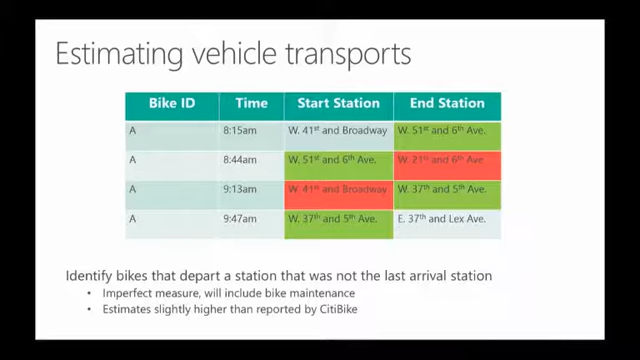 Estimating vehicle transports
Bike ID Time Start Station End Station
A 8:15am W. 41st and Broadway W. 51st and 6th Ave.
A 8:44am W. 51st and 6th Ave. W. 21st and 6th Ave
A 9:13am W. 41st and Broadway W. 37th and 5th Ave.
A 9:47am W. 37th and 5th Ave. E. 37th and Lex Ave.
Identify bikes that depart a station that was not the last arrival station
• Imperfect measure, will include bike maintenance
• Estimates slightly higher than reported by CitiBike